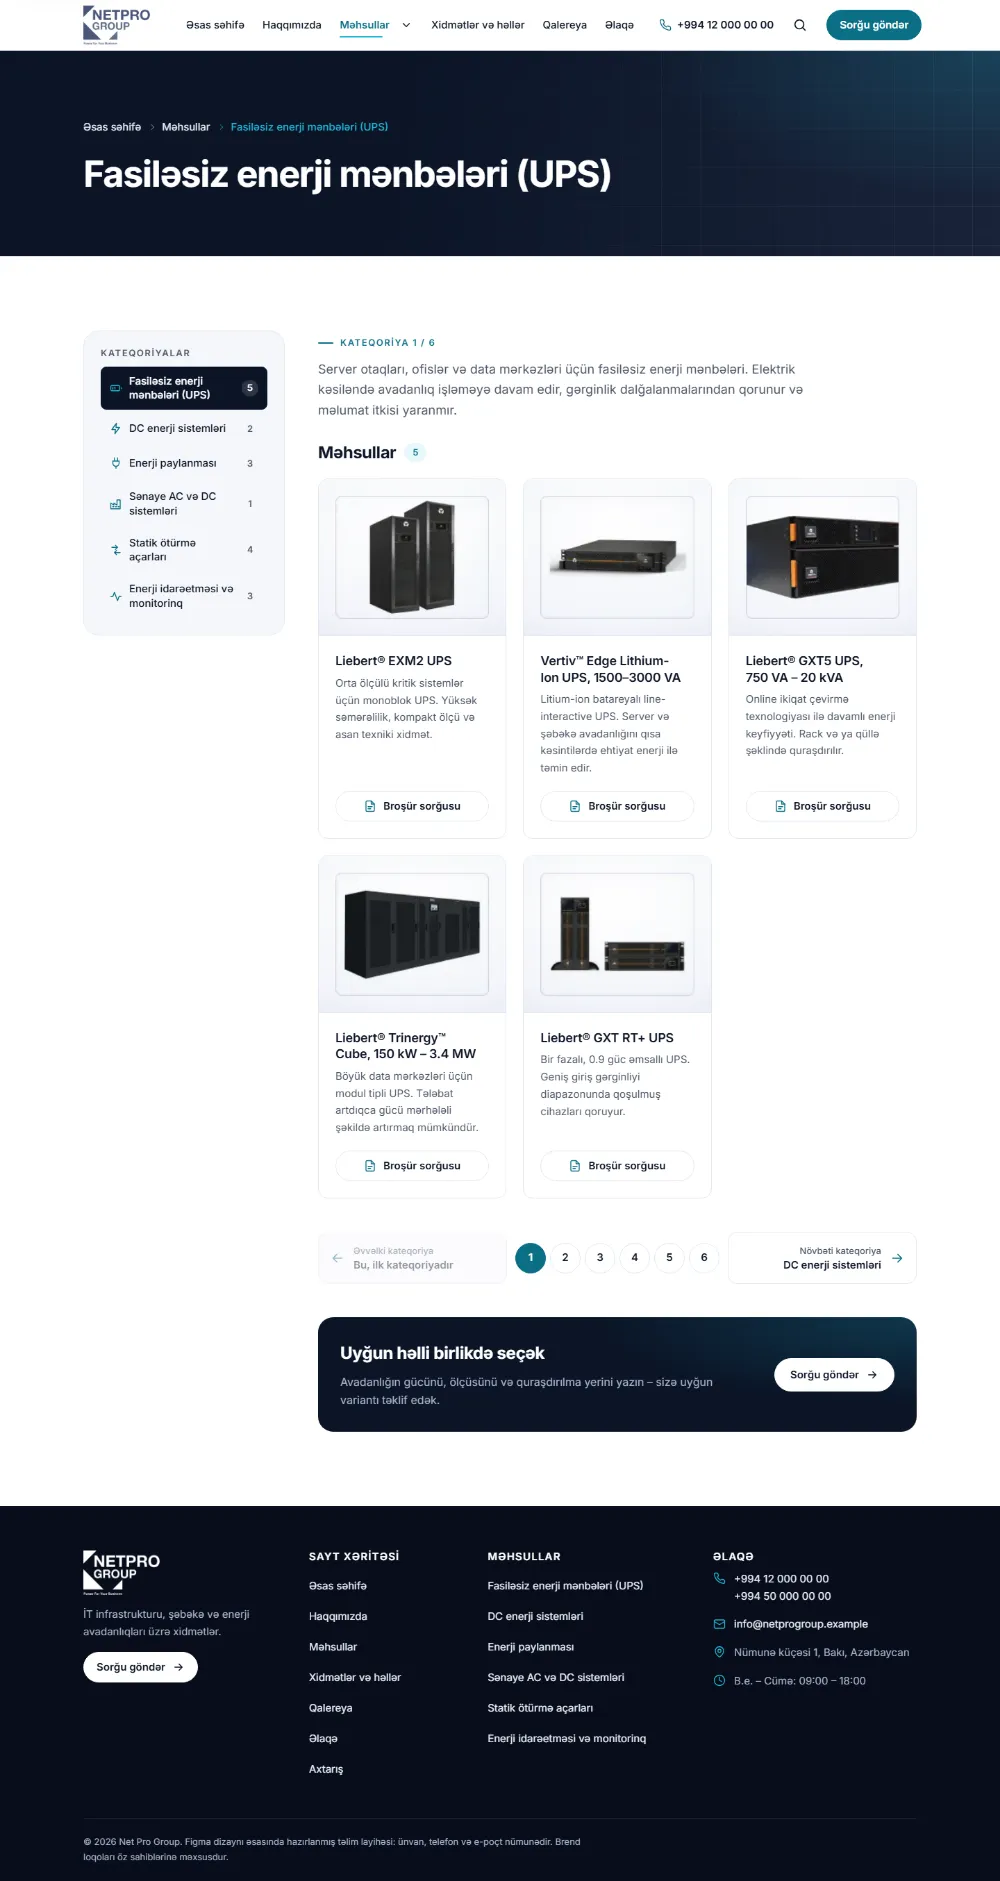 NETPRO
GROUP
Power For Your Business
Əsas səhifə
Haqqımızda
Məhsullar
Xidmətlər və həllər
Qalereya
Əlaqə
+994 12 000 00 00
Sorğu göndər
Əsas səhifə
Məhsullar
Fasiləsiz enerji mənbələri (UPS)
Fasiləsiz enerji mənbələri (UPS)
KATEQORİYALAR
Fasiləsiz enerji
mənbələri (UPS)
5
DC enerji sistemləri 2
Enerji paylanması 3
Sənaye AC və DC
sistemləri
1
Statik ötürmə
açarları
4
Enerji idarəetməsi və
monitorinq
3
KATEQORİYA 1 / 6
Server otaqları, ofislər və data mərkəzləri üçün fasiləsiz enerji mənbələri. Elektrik
kəsiləndə avadanlıq işləməyə davam edir, gərginlik dalğalanmalarından qorunur və
məlumat itkisi yaranmır.
Məhsullar 5
Liebert® EXM2 UPS
Orta ölçülü kritik sistemlər
üçün monoblok UPS. Yüksək
səmərəlilik, kompakt ölçü və
asan texniki xidmət.
Broşür sorğusu
Vertiv™ Edge Lithium-
Ion UPS, 1500–3000 VA
Litium-ion batareyalı line-
interactive UPS. Server və
şəbəkə avadanlığını qısa
kəsintilərdə ehtiyat enerji ilə
təmin edir.
Broşür sorğusu
Liebert® GXT5 UPS,
750 VA – 20 kVA
Online ikiqat çevirmə
texnologiyası ilə davamlı enerji
keyfiyyəti. Rack və ya qüllə
şəklində quraşdırılır.
Broşür sorğusu
Liebert® Trinergy™
Cube, 150 kW – 3.4 MW
Böyük data mərkəzləri üçün
modul tipli UPS. Tələbat
artdıqca gücü mərhələli
şəkildə artırmaq mümkündür.
Broşür sorğusu
Liebert® GXT RT+ UPS
Bir fazalı, 0.9 güc əmsallı UPS.
Geniş giriş gərginliyi
diapazonunda qoşulmuş
cihazları qoruyur.
Broşür sorğusu
Əvvəlki kateqoriya
Bu, ilk kateqoriyadır
1 2 3 4 5 6
Növbəti kateqoriya
DC enerji sistemləri
Uyğun həlli birlikdə seçək
Avadanlığın gücünü, ölçüsünü və quraşdırılma yerini yazın – sizə uyğun
variantı təklif edək.
Sorğu göndər
NETPRO
GROUP
Power For Your Business
İT infrastrukturu, şəbəkə və enerji
avadanlıqları üzrə xidmətlər.
Sorğu göndər
SAYT XƏRİTƏSİ
Əsas səhifə
Haqqımızda
Məhsullar
Xidmətlər və həllər
Qalereya
Əlaqə
Axtarış
MƏHSULLAR
Fasiləsiz enerji mənbələri (UPS)
DC enerji sistemləri
Enerji paylanması
Sənaye AC və DC sistemləri
Statik ötürmə açarları
Enerji idarəetməsi və monitorinq
ƏLAQƏ
+994 12 000 00 00
+994 50 000 00 00
info@netprogroup.example
Nümunə küçəsi 1, Bakı, Azərbaycan
B.e. – Cümə: 09:00 – 18:00
© 2026 Net Pro Group. Figma dizaynı əsasında hazırlanmış təlim layihəsi: ünvan, telefon və e-poçt nümunədir. Brend
loqoları öz sahiblərinə məxsusdur.